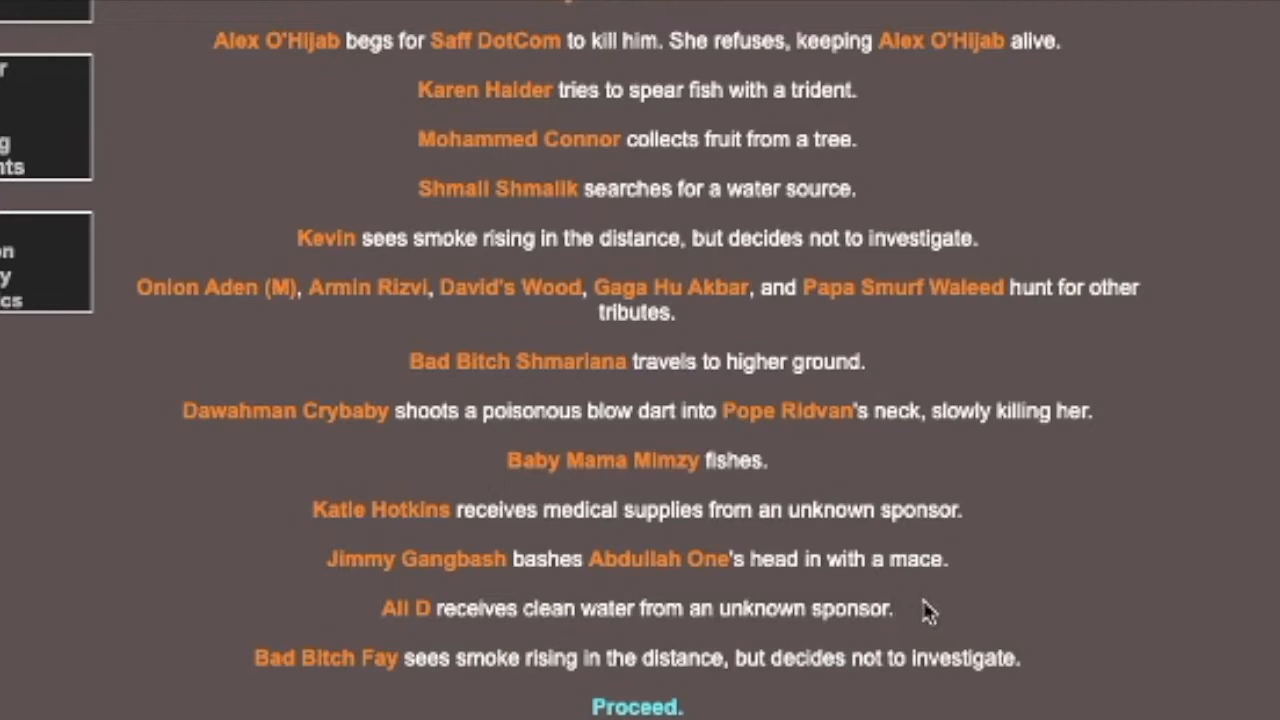 Alex O'Hijab begs for Saff DotCom to kill him. She refuses, keeping Alex O'Hijab alive.
r
Karen Haider tries to spear fish with a trident.
Mohammed Connor collects fruit from a tree.
g
nts
Shmali Shmalik searches for a water source.
Kevin sees smoke rising in the distance, but decides not to investigate.
on
y
cs
Onion Aden (M), Armin Rizvi, David's Wood, Gaga Hu Akbar, and Papa Smurf Waleed hunt for other
tributes.
Bad Bitch Shmariana travels to higher ground.
Dawahman Crybaby shoots a poisonous blow dart into Pope Ridvan's neck, slowly killing her.
Baby Mama Mimzy fishes.
Katie Hotkins receives medical supplies from an unknown sponsor.
Jimmy Gangbash bashes Abdullah One's head in with a mace.
Ali D receives clean water from an unknown sponsor.
Bad Bitch Fay sees smoke rising in the distance, but decides not to investigate.
Proceed.